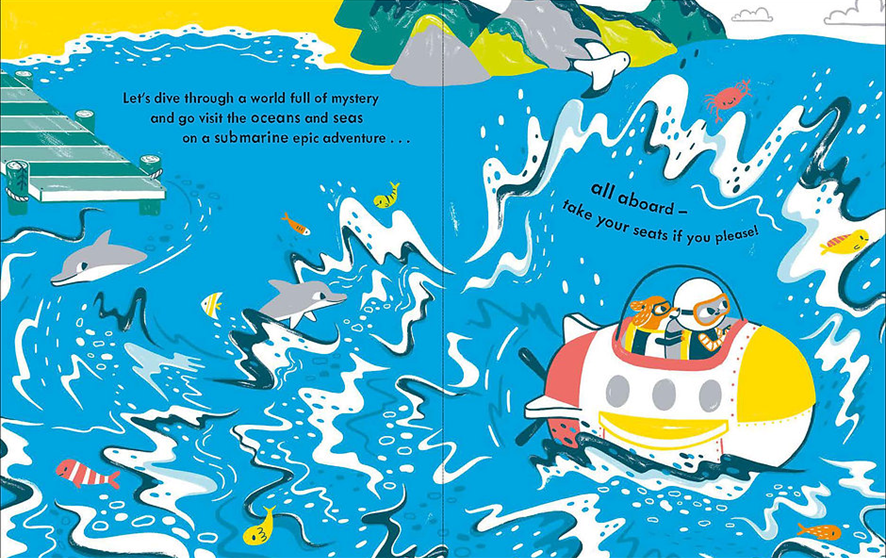 Let's dive through a world full of mystery
and go visit the oceans and seas
on a submarine epic adventure . . .
all aboard –
take your seats if you please!